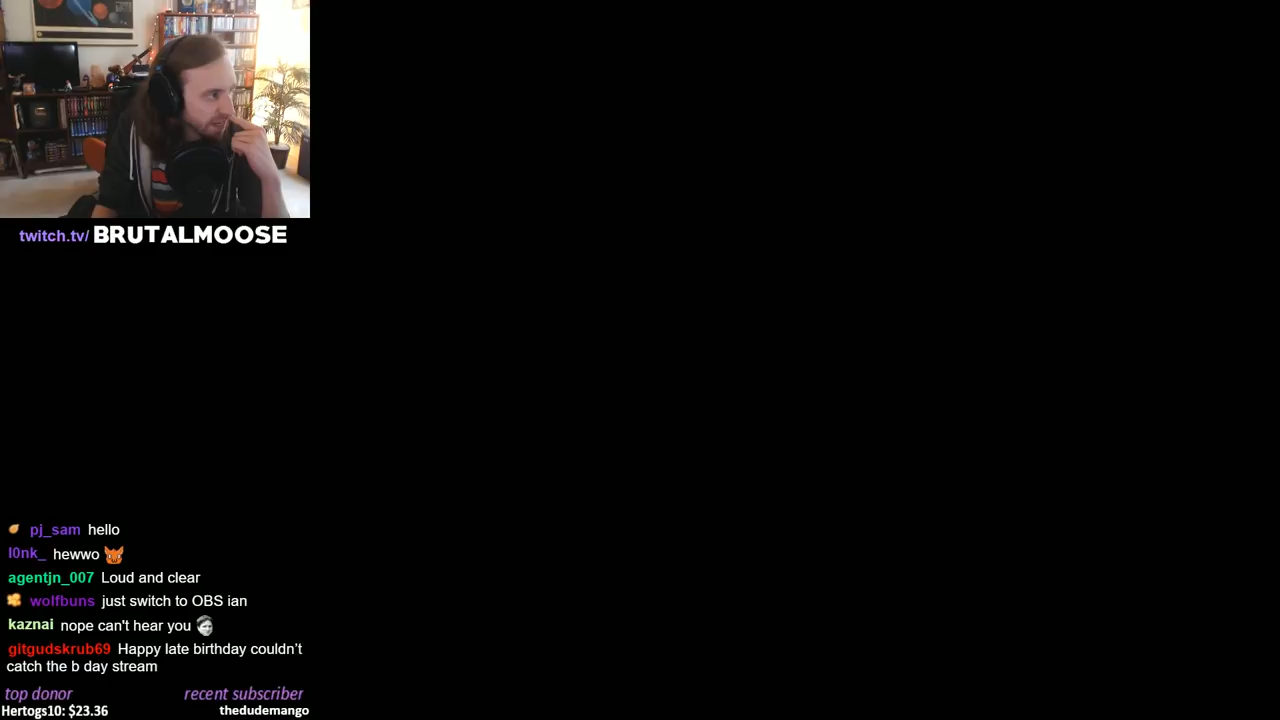 twitch.tv/ BRUTALMOOSE
pj_sam hello
l0nk_ hewwo
agentjn_007 Loud and clear
wolfbuns just switch to OBS ian
kaznai nope can't hear you
gitgudskrub69 Happy late birthday couldn't
catch the b day stream
top donor recent subscriber
Hertogs10: $23.36 thedudemango